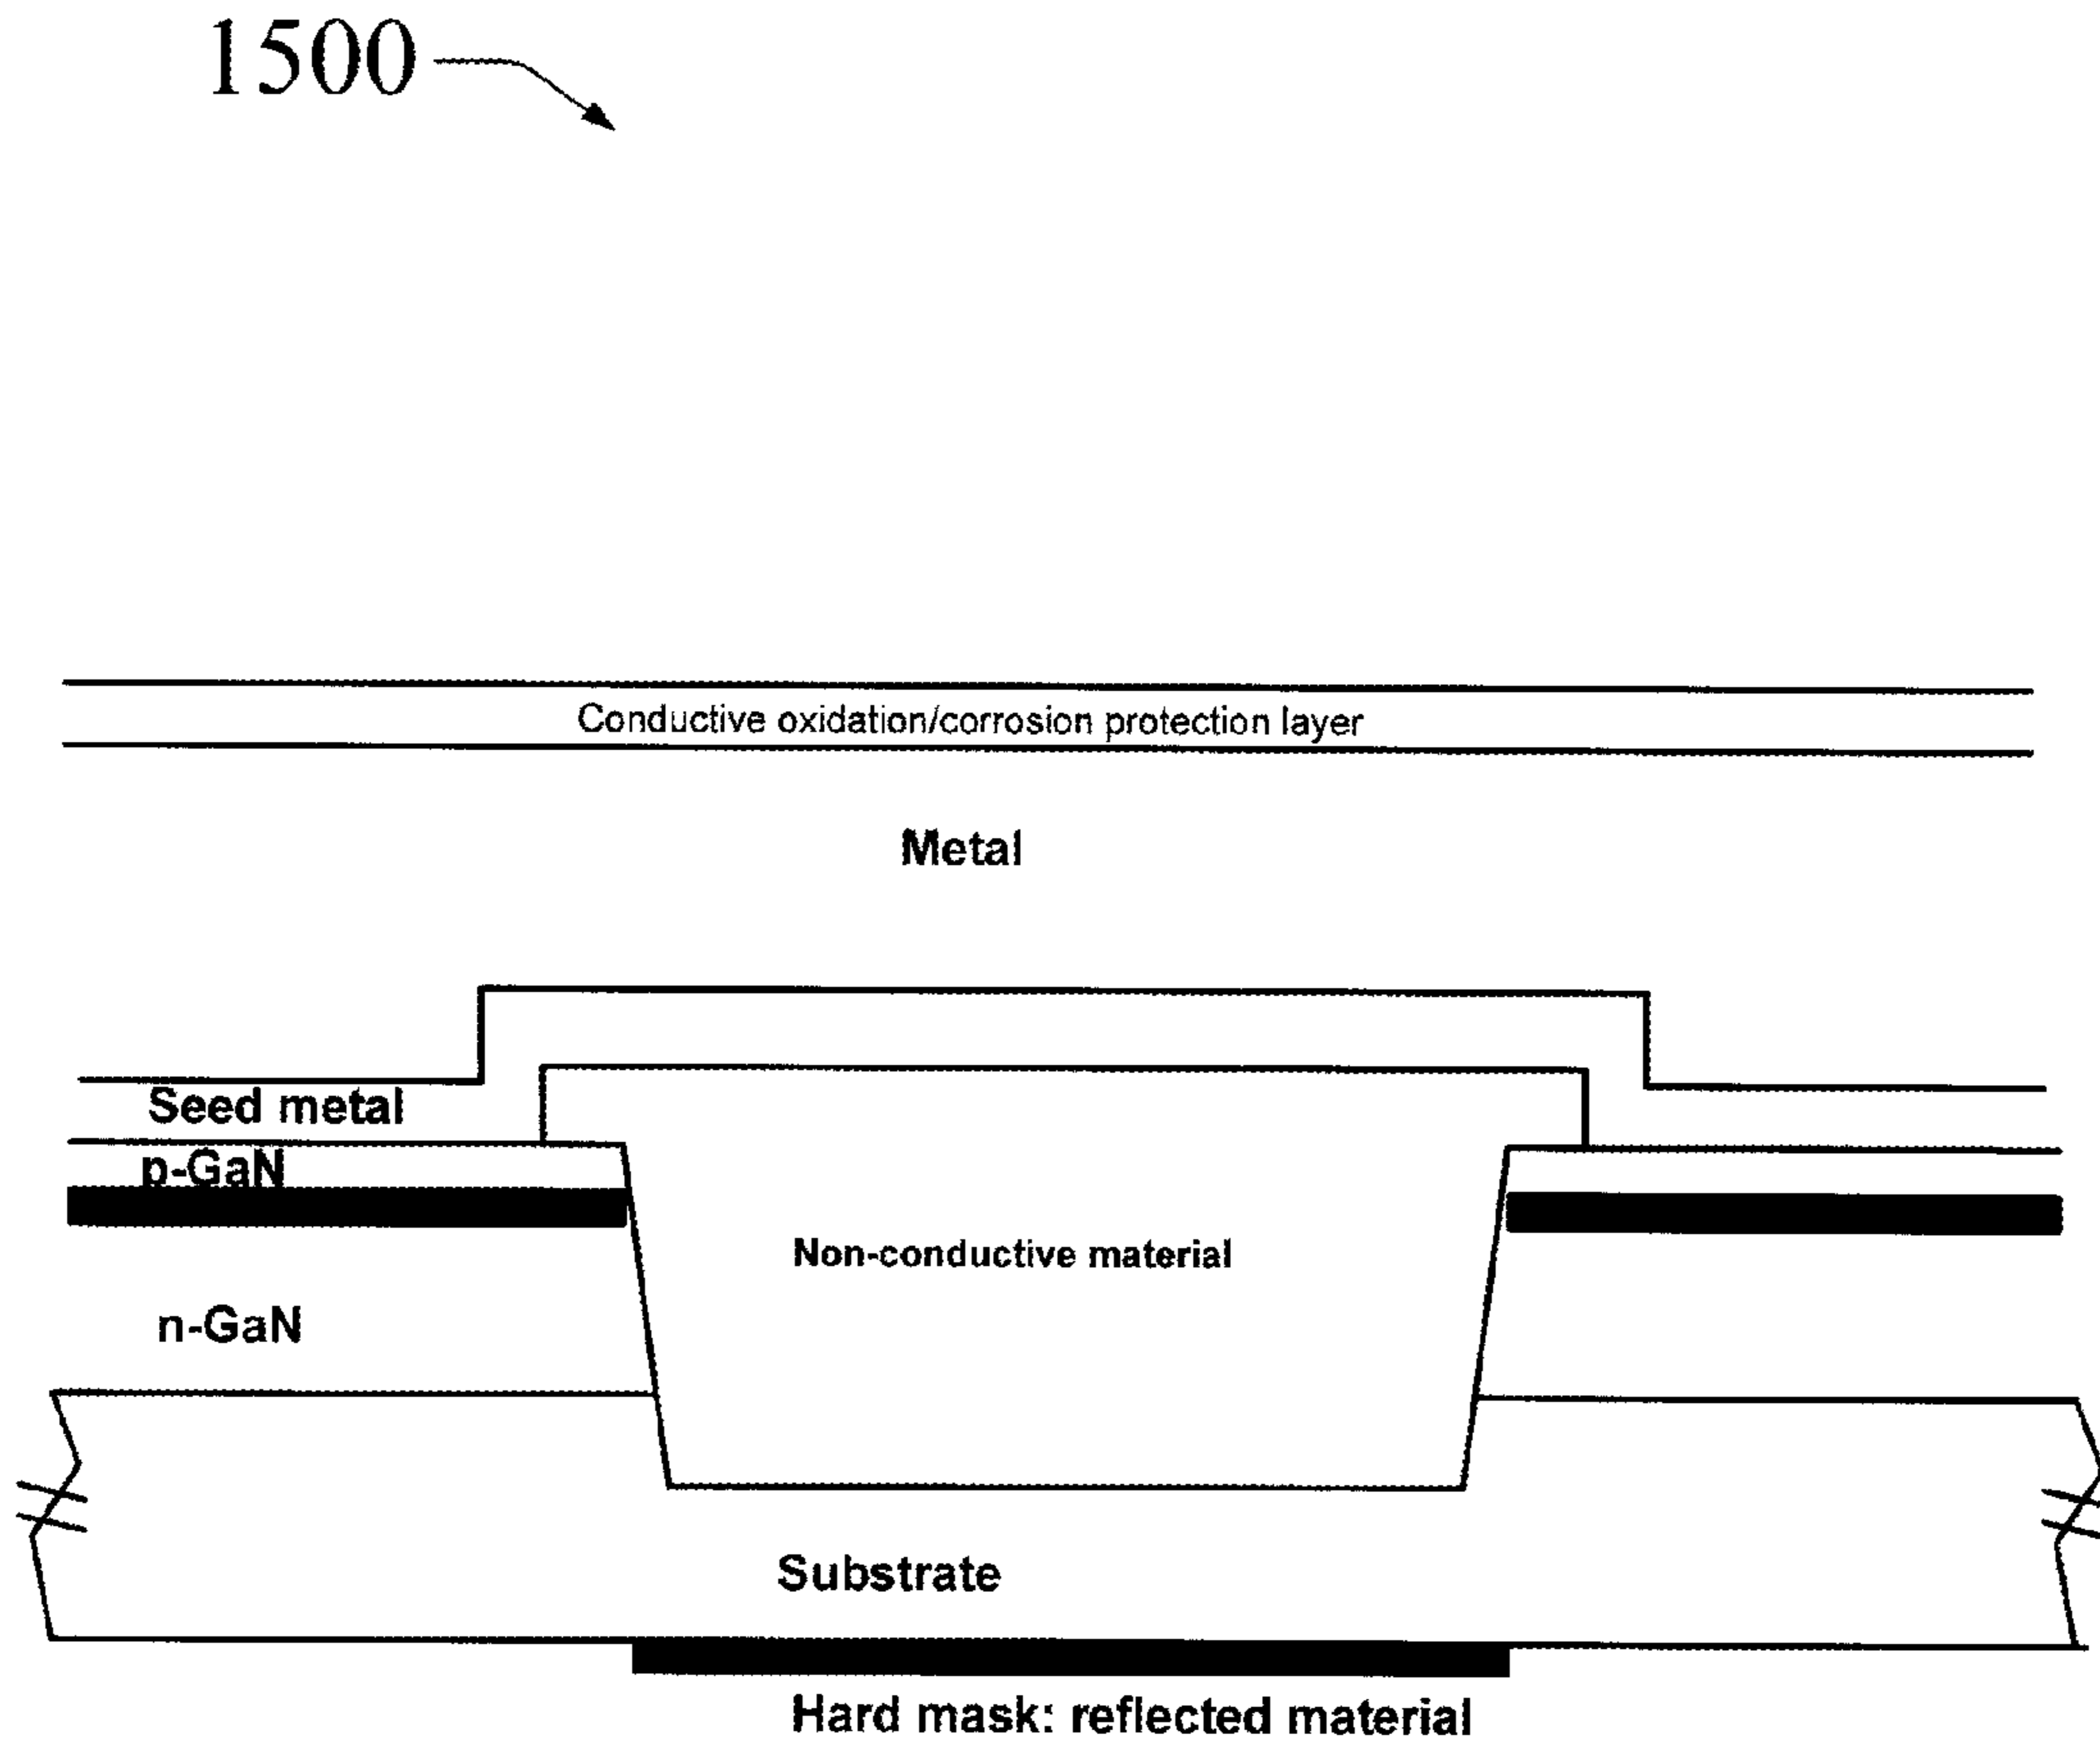 1500
Conductive oxidation/corrosion protection layer
Metal
Seed metal
p-GaN
Non-conductive material
n-GaN
Substrate
Hard mask: reflected material